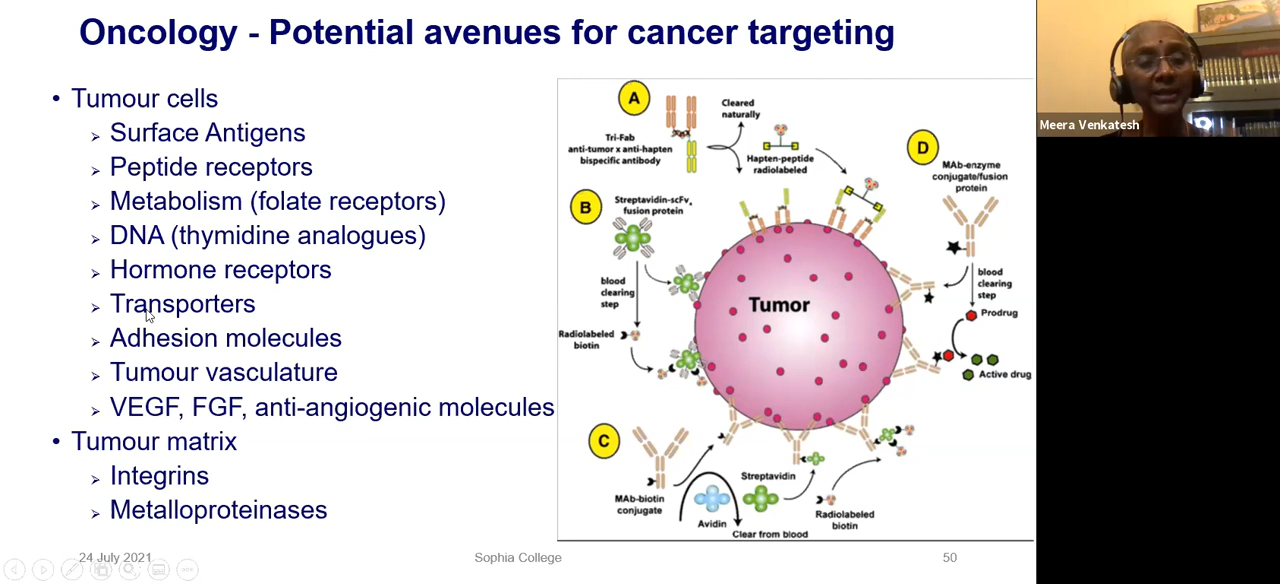 Oncology - Potential avenues for cancer targeting
• Tumour cells
➢ Surface Antigens
➢ Peptide receptors
➢ Metabolism (folate receptors)
➢ DNA (thymidine analogues)
➢ Hormone receptors
➢ Transporters
➢ Adhesion molecules
➢ Tumour vasculature
➢ VEGF, FGF, anti-angiogenic molecules
• Tumour matrix
➢ Integrins
➢ Metalloproteinases
A
Tri-Fab
anti-tumor x anti-hapten
bispecific antibody
Cleared
naturally
Hapten-peptide
radiolabeled
B
Streptavidin-scFv₄
fusion protein
blood
clearing
step
Radiolabeled
biotin
Tumor
D
MAb-enzyme
conjugate/fusion
protein
blood
clearing
step
Prodrug
Active drug
C
MAb-biotin
conjugate
Avidin
Streptavidin
Clear from blood
Radiolabeled
biotin
24 July 2021
Sophia College
50
Meera Venkatesh